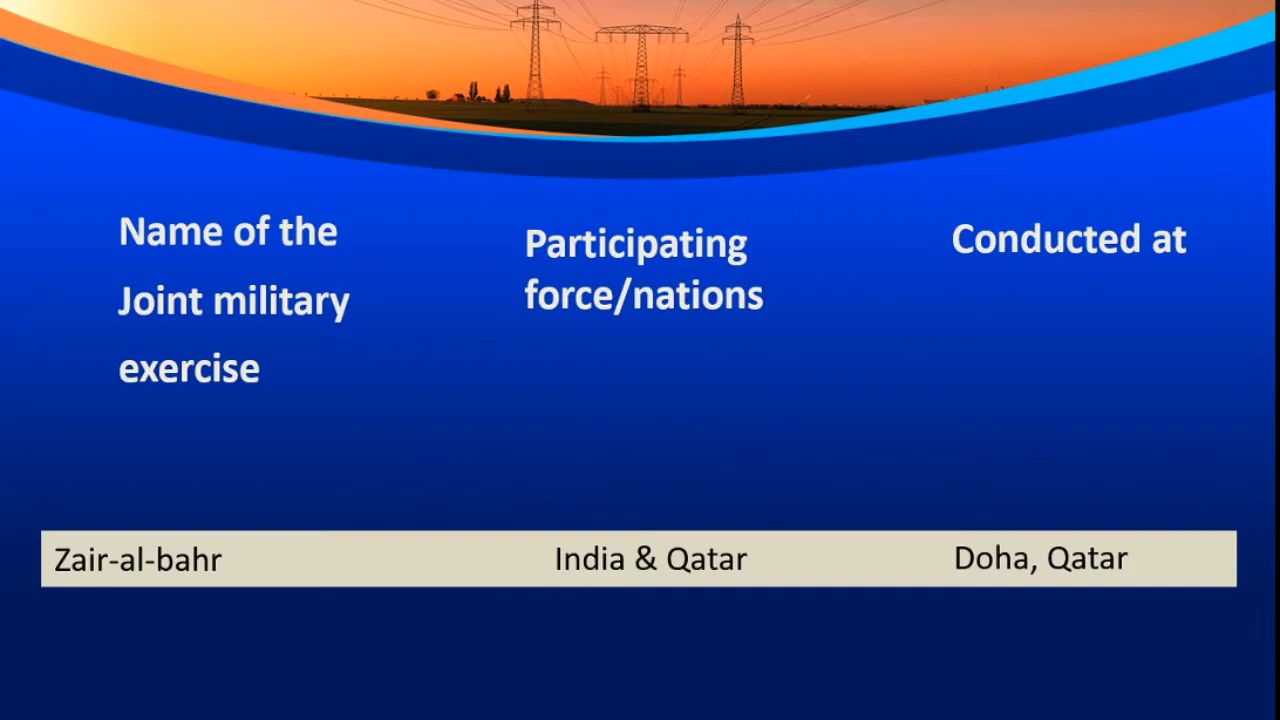 Name of the
Joint military
exercise
Participating
force/nations
Conducted at
Zair-al-bahr
India & Qatar
Doha, Qatar